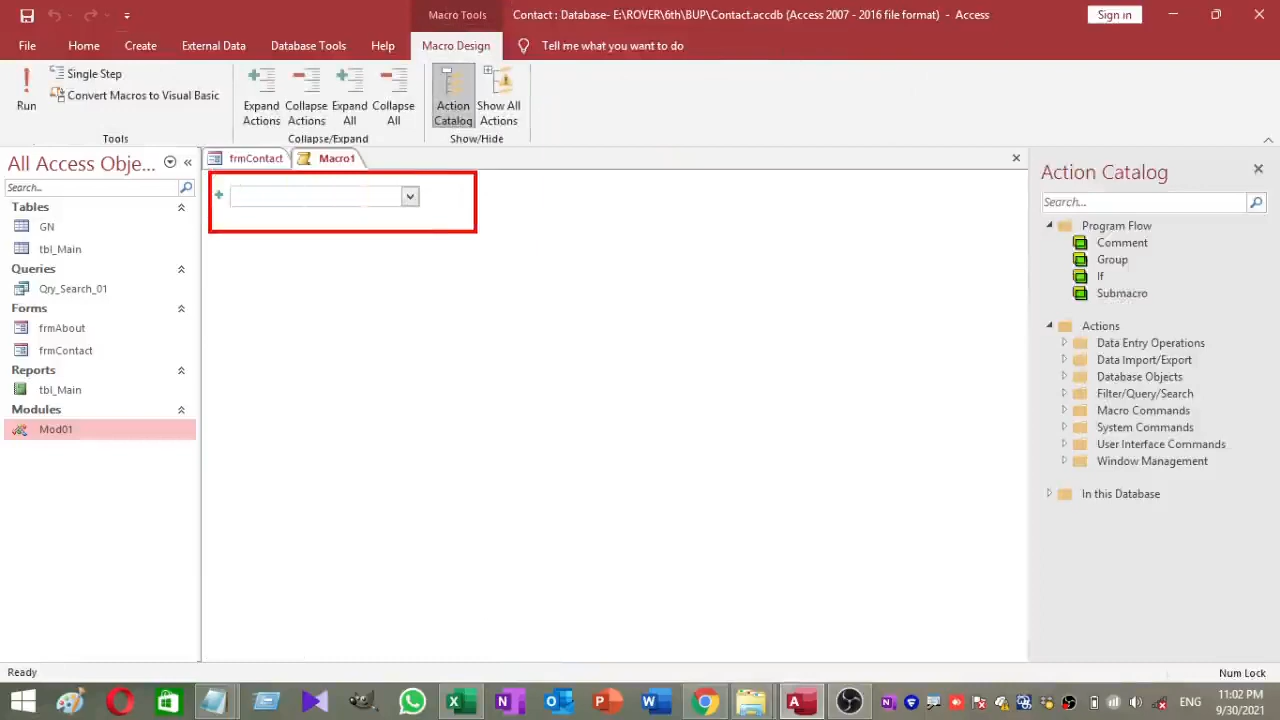 Macro Tools
Contact : Database- E:\ROVER\6th\BUP\Contact.accdb (Access 2007 - 2016 file format) - Access
Sign in
File
Home
Create
External Data
Database Tools
Help
Macro Design
Tell me what you want to do
Run
Single Step
Convert Macros to Visual Basic
Tools
Expand Actions
Collapse Actions
Expand All
Collapse All
Collapse/Expand
Action Catalog
Show All Actions
Show/Hide
All Access Obje...
Search...
Tables
GN
tbl_Main
Queries
Qry_Search_01
Forms
frmAbout
frmContact
Reports
tbl_Main
Modules
Mod01
frmContact
Macro1
Action Catalog
Search...
Program Flow
Comment
Group
If
Submacro
Actions
Data Entry Operations
Data Import/Export
Database Objects
Filter/Query/Search
Macro Commands
System Commands
User Interface Commands
Window Management
In this Database
Ready
Num Lock
ENG
11:02 PM
9/30/2021